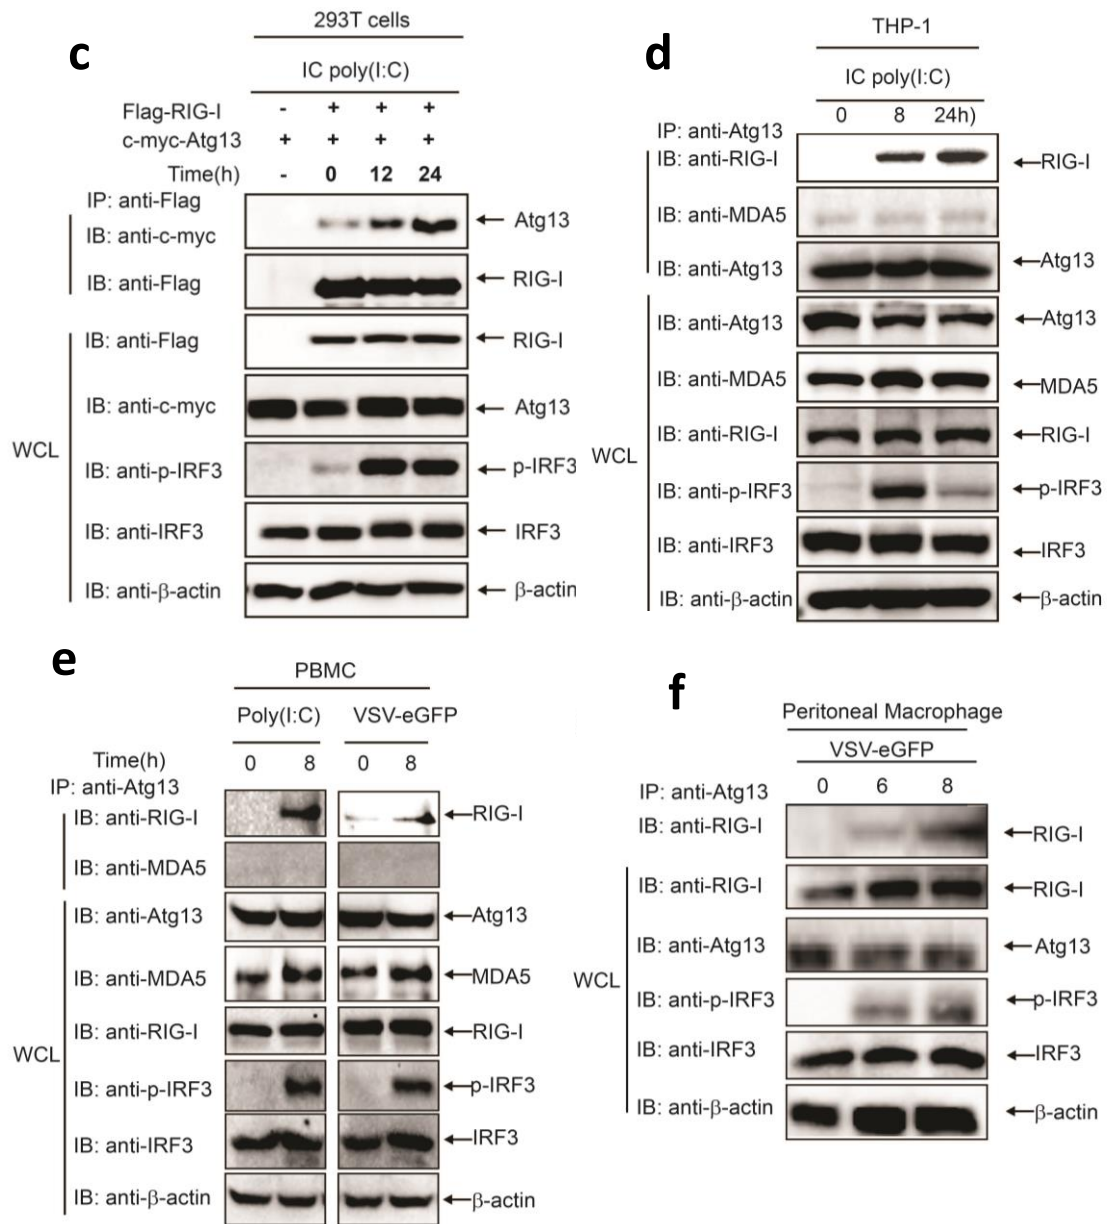 c
293T cells
IC poly(I:C)
Flag-RIG-I - + + +
c-myc-Atg13 + + + +
Time(h) - 0 12 24
IP: anti-Flag
IB: anti-c-myc Atg13
IB: anti-Flag RIG-I
WCL
IB: anti-Flag RIG-I
IB: anti-c-myc Atg13
IB: anti-p-IRF3 p-IRF3
IB: anti-IRF3 IRF3
IB: anti-β-actin β-actin
d
THP-1
IC poly(I:C)
0 8 24h)
IP: anti-Atg13
IB: anti-RIG-I RIG-I
IB: anti-MDA5
IB: anti-Atg13 Atg13
WCL
IB: anti-Atg13 Atg13
IB: anti-MDA5 MDA5
IB: anti-RIG-I RIG-I
IB: anti-p-IRF3 p-IRF3
IB: anti-IRF3 IRF3
IB: anti-β-actin β-actin
e
PBMC
Poly(I:C) VSV-eGFP
Time(h) 0 8 0 8
IP: anti-Atg13
IB: anti-RIG-I RIG-I
IB: anti-MDA5
WCL
IB: anti-Atg13 Atg13
IB: anti-MDA5 MDA5
IB: anti-RIG-I RIG-I
IB: anti-p-IRF3 p-IRF3
IB: anti-IRF3 IRF3
IB: anti-β-actin β-actin
f
Peritoneal Macrophage
VSV-eGFP
IP: anti-Atg13 0 6 8
IB: anti-RIG-I RIG-I
WCL
IB: anti-RIG-I RIG-I
IB: anti-Atg13 Atg13
IB: anti-p-IRF3 p-IRF3
IB: anti-IRF3 IRF3
IB: anti-β-actin β-actin